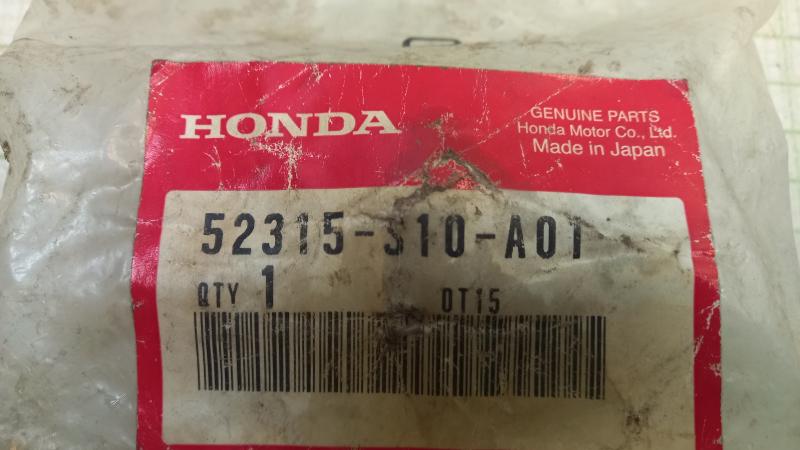 HONDA
GENUINE PARTS
Honda Motor Co., Ltd.
Made in Japan
52315-S10-A01
QTY 1 OT15